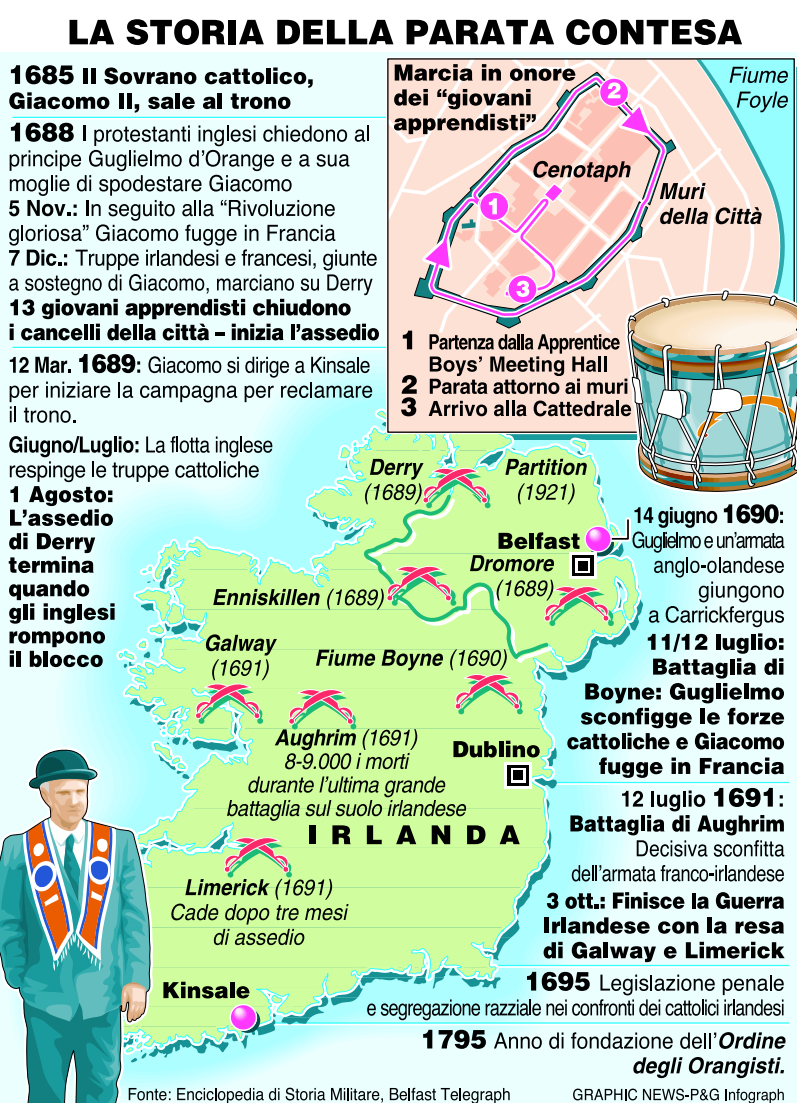 LA STORIA DELLA PARATA CONTESA
1685 Il Sovrano cattolico,
Giacomo II, sale al trono
1688 I protestanti inglesi chiedono al
principe Guglielmo d'Orange e a sua
moglie di spodestare Giacomo
5 Nov.: In seguito alla “Rivoluzione
gloriosa” Giacomo fugge in Francia
7 Dic.: Truppe irlandesi e francesi, giunte
a sostegno di Giacomo, marciano su Derry
13 giovani apprendisti chiudono
i cancelli della città – inizia l'assedio
12 Mar. 1689: Giacomo si dirige a Kinsale
per iniziare la campagna per reclamare
il trono.
Giugno/Luglio: La flotta inglese
respinge le truppe cattoliche
1 Agosto:
L'assedio
di Derry
termina
quando
gli inglesi
rompono
il blocco
Marcia in onore
dei “giovani
apprendisti”
Fiume
Foyle
2
Cenotaph
1
Muri
della Città
3
1 Partenza dalla Apprentice
Boys' Meeting Hall
2 Parata attorno ai muri
3 Arrivo alla Cattedrale
Derry
(1689)
Partition
(1921)
Belfast
Dromore
(1689)
Enniskillen (1689)
Galway
(1691)
Fiume Boyne (1690)
Aughrim (1691)
8-9.000 i morti
durante l'ultima grande
battaglia sul suolo irlandese
Dublino
IRLANDA
Limerick (1691)
Cade dopo tre mesi
di assedio
Kinsale
14 giugno 1690:
Guglielmo e un'armata
anglo-olandese
giungono
a Carrickfergus
11/12 luglio:
Battaglia di
Boyne: Guglielmo
sconfigge le forze
cattoliche e Giacomo
fugge in Francia
12 luglio 1691:
Battaglia di Aughrim
Decisiva sconfitta
dell'armata franco-irlandese
3 ott.: Finisce la Guerra
Irlandese con la resa
di Galway e Limerick
1695 Legislazione penale
e segregazione razziale nei confronti dei cattolici irlandesi
1795 Anno di fondazione dell'Ordine
degli Orangisti.
Fonte: Enciclopedia di Storia Militare, Belfast Telegraph
GRAPHIC NEWS-P&G Infograph